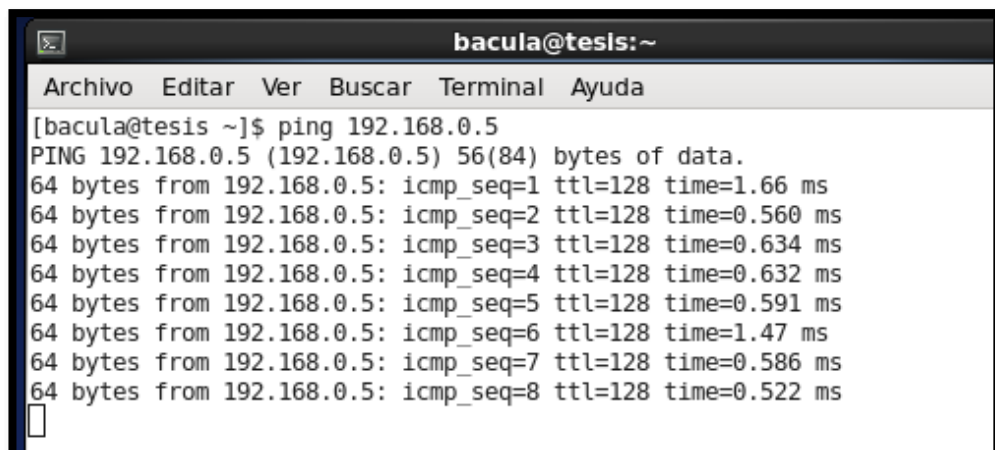 bacula@tesis:~
Archivo Editar Ver Buscar Terminal Ayuda
[bacula@tesis ~]$ ping 192.168.0.5
PING 192.168.0.5 (192.168.0.5) 56(84) bytes of data.
64 bytes from 192.168.0.5: icmp_seq=1 ttl=128 time=1.66 ms
64 bytes from 192.168.0.5: icmp_seq=2 ttl=128 time=0.560 ms
64 bytes from 192.168.0.5: icmp_seq=3 ttl=128 time=0.634 ms
64 bytes from 192.168.0.5: icmp_seq=4 ttl=128 time=0.632 ms
64 bytes from 192.168.0.5: icmp_seq=5 ttl=128 time=0.591 ms
64 bytes from 192.168.0.5: icmp_seq=6 ttl=128 time=1.47 ms
64 bytes from 192.168.0.5: icmp_seq=7 ttl=128 time=0.586 ms
64 bytes from 192.168.0.5: icmp_seq=8 ttl=128 time=0.522 ms